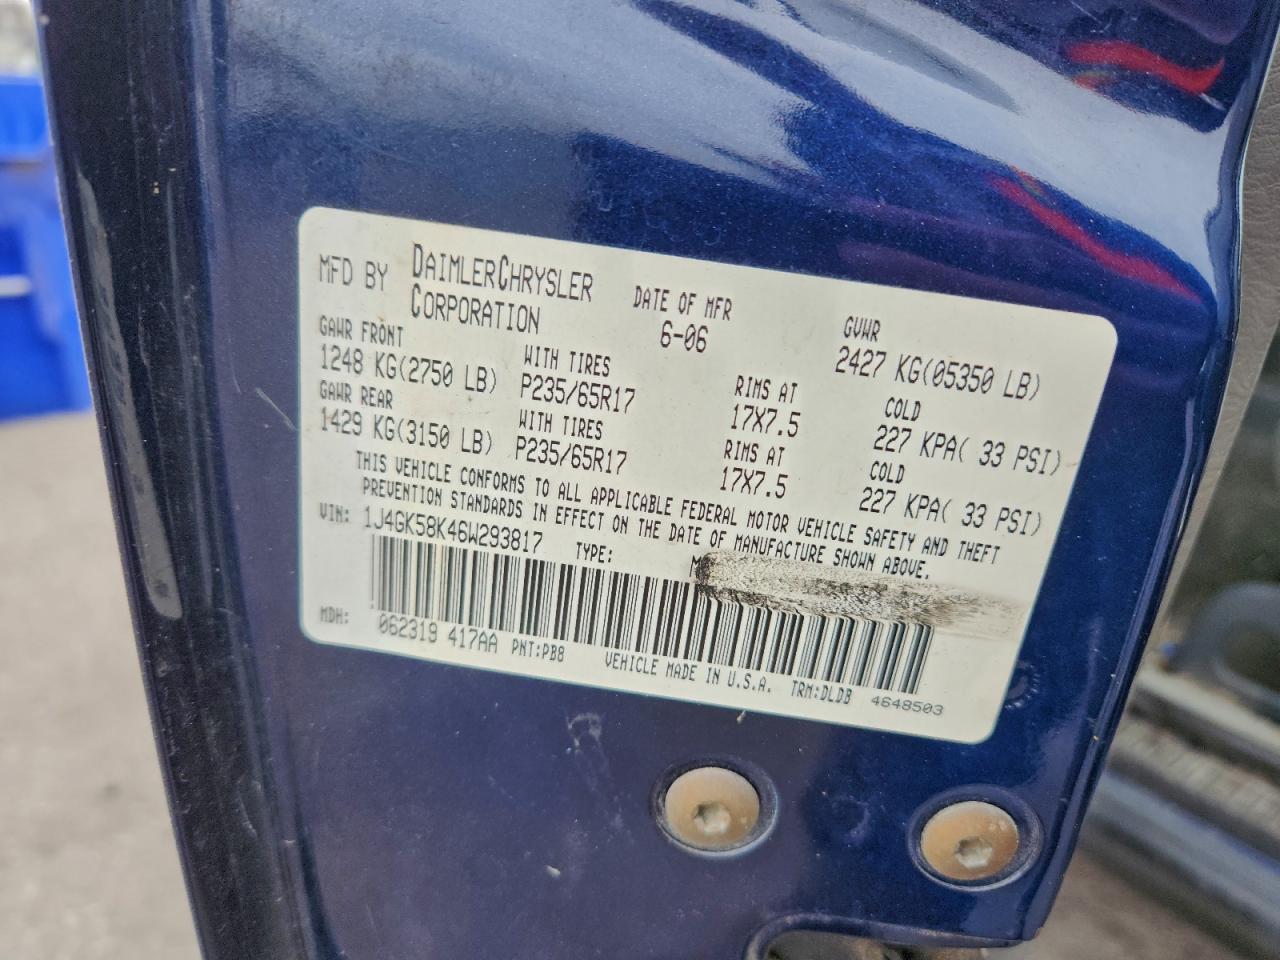 MFD BY DAIMLERCHRYSLER CORPORATION DATE OF MFR 6-06 GVWR 2427 KG(05350 LB)
GAWR FRONT WITH TIRES RIMS AT COLD
1248 KG(2750 LB) P235/65R17 17X7.5 227 KPA( 33 PSI)
GAWR REAR WITH TIRES RIMS AT COLD
1429 KG(3150 LB) P235/65R17 17X7.5 227 KPA( 33 PSI)
THIS VEHICLE CONFORMS TO ALL APPLICABLE FEDERAL MOTOR VEHICLE SAFETY AND THEFT
PREVENTION STANDARDS IN EFFECT ON THE DATE OF MANUFACTURE SHOWN ABOVE.
VIN: 1J4GK58K46W293817 TYPE:
MDH: 062319 417AA PNT:PB8 VEHICLE MADE IN U.S.A. TRM:DLDB 4648503